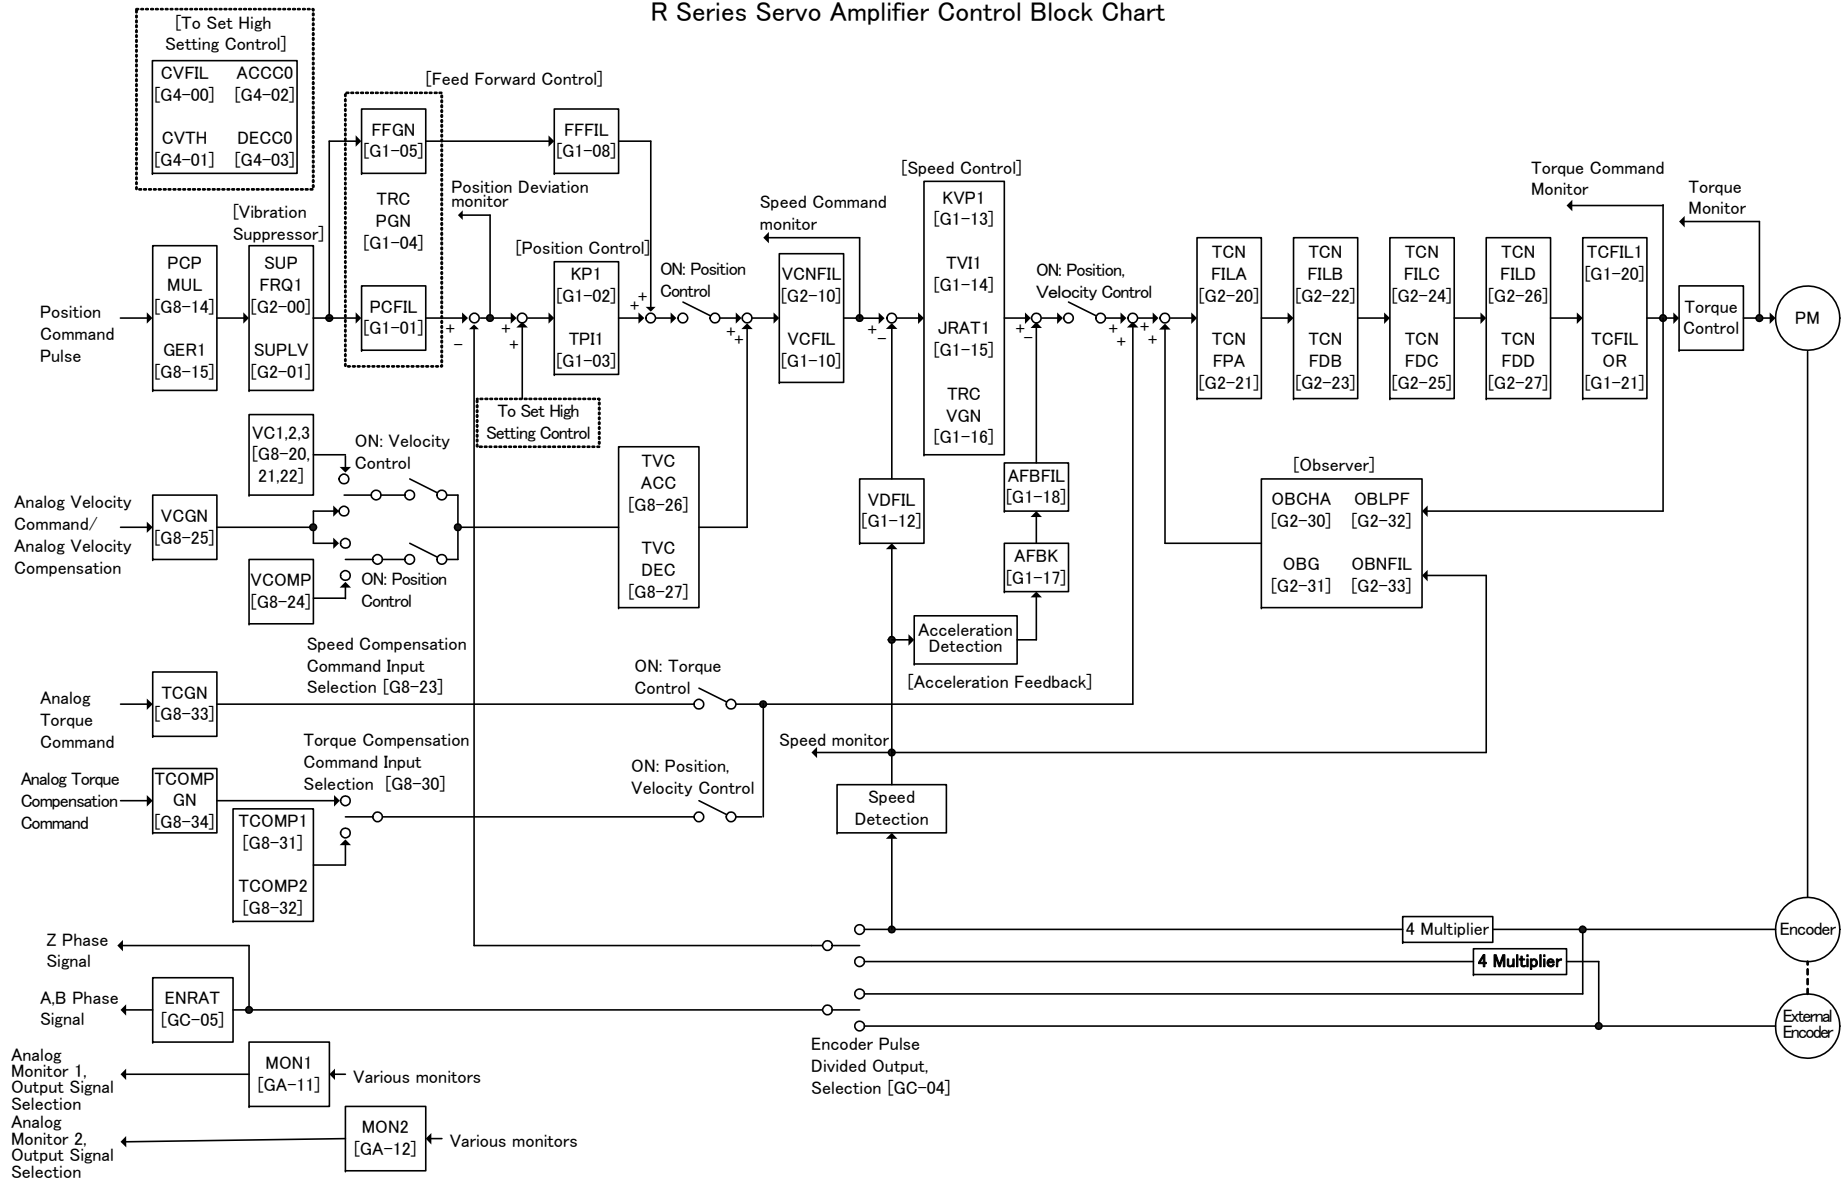 R Series Servo Amplifier Control Block Chart
[To Set High
Setting Control]
CVFIL ACCC0
[G4-00] [G4-02]
CVTH DECC0
[G4-01] [G4-03]
[Feed Forward Control]
FFGN
[G1-05]
FFFIL
[G1-08]
TRC
PGN
[G1-04]
PCFIL
[G1-01]
Position Deviation
monitor
[Vibration
Suppressor]
Position
Command
Pulse
PCP
MUL
[G8-14]
GER1
[G8-15]
SUP
FRQ1
[G2-00]
SUPLV
[G2-01]
+
−
+
+
[Position Control]
KP1
[G1-02]
TPI1
[G1-03]
+
+
ON: Position
Control
To Set High
Setting Control
+
+
Speed Command
monitor
VCNFIL
[G2-10]
VCFIL
[G1-10]
+
−
[Speed Control]
KVP1
[G1-13]
TVI1
[G1-14]
JRAT1
[G1-15]
TRC
VGN
[G1-16]
+
−
ON: Position,
Velocity Control
+
+
+
+
TCN
FILA
[G2-20]
TCN
FPA
[G2-21]
TCN
FILB
[G2-22]
TCN
FDB
[G2-23]
TCN
FILC
[G2-24]
TCN
FDC
[G2-25]
TCN
FILD
[G2-26]
TCN
FDD
[G2-27]
TCFIL1
[G1-20]
TCFIL
OR
[G1-21]
Torque Command
Monitor
Torque
Monitor
Torque
Control
PM
VC1,2,3
[G8-20,
21,22]
ON: Velocity
Control
Analog Velocity
Command/
Analog Velocity
Compensation
VCGN
[G8-25]
VCOMP
[G8-24]
ON: Position
Control
TVC
ACC
[G8-26]
TVC
DEC
[G8-27]
VDFIL
[G1-12]
AFBFIL
[G1-18]
AFBK
[G1-17]
Acceleration
Detection
[Acceleration Feedback]
[Observer]
OBCHA OBLPF
[G2-30] [G2-32]
OBG OBNFIL
[G2-31] [G2-33]
Speed Compensation
Command Input
Selection [G8-23]
Analog
Torque
Command
TCGN
[G8-33]
ON: Torque
Control
Torque Compensation
Command Input
Selection [G8-30]
Analog Torque
Compensation
Command
TCOMP
GN
[G8-34]
TCOMP1
[G8-31]
TCOMP2
[G8-32]
ON: Position,
Velocity Control
Speed monitor
Speed
Detection
Z Phase
Signal
A,B Phase
Signal
ENRAT
[GC-05]
4 Multiplier
4 Multiplier
Encoder
External
Encoder
Encoder Pulse
Divided Output,
Selection [GC-04]
Analog
Monitor 1,
Output Signal
Selection
MON1
[GA-11]
Various monitors
Analog
Monitor 2,
Output Signal
Selection
MON2
[GA-12]
Various monitors